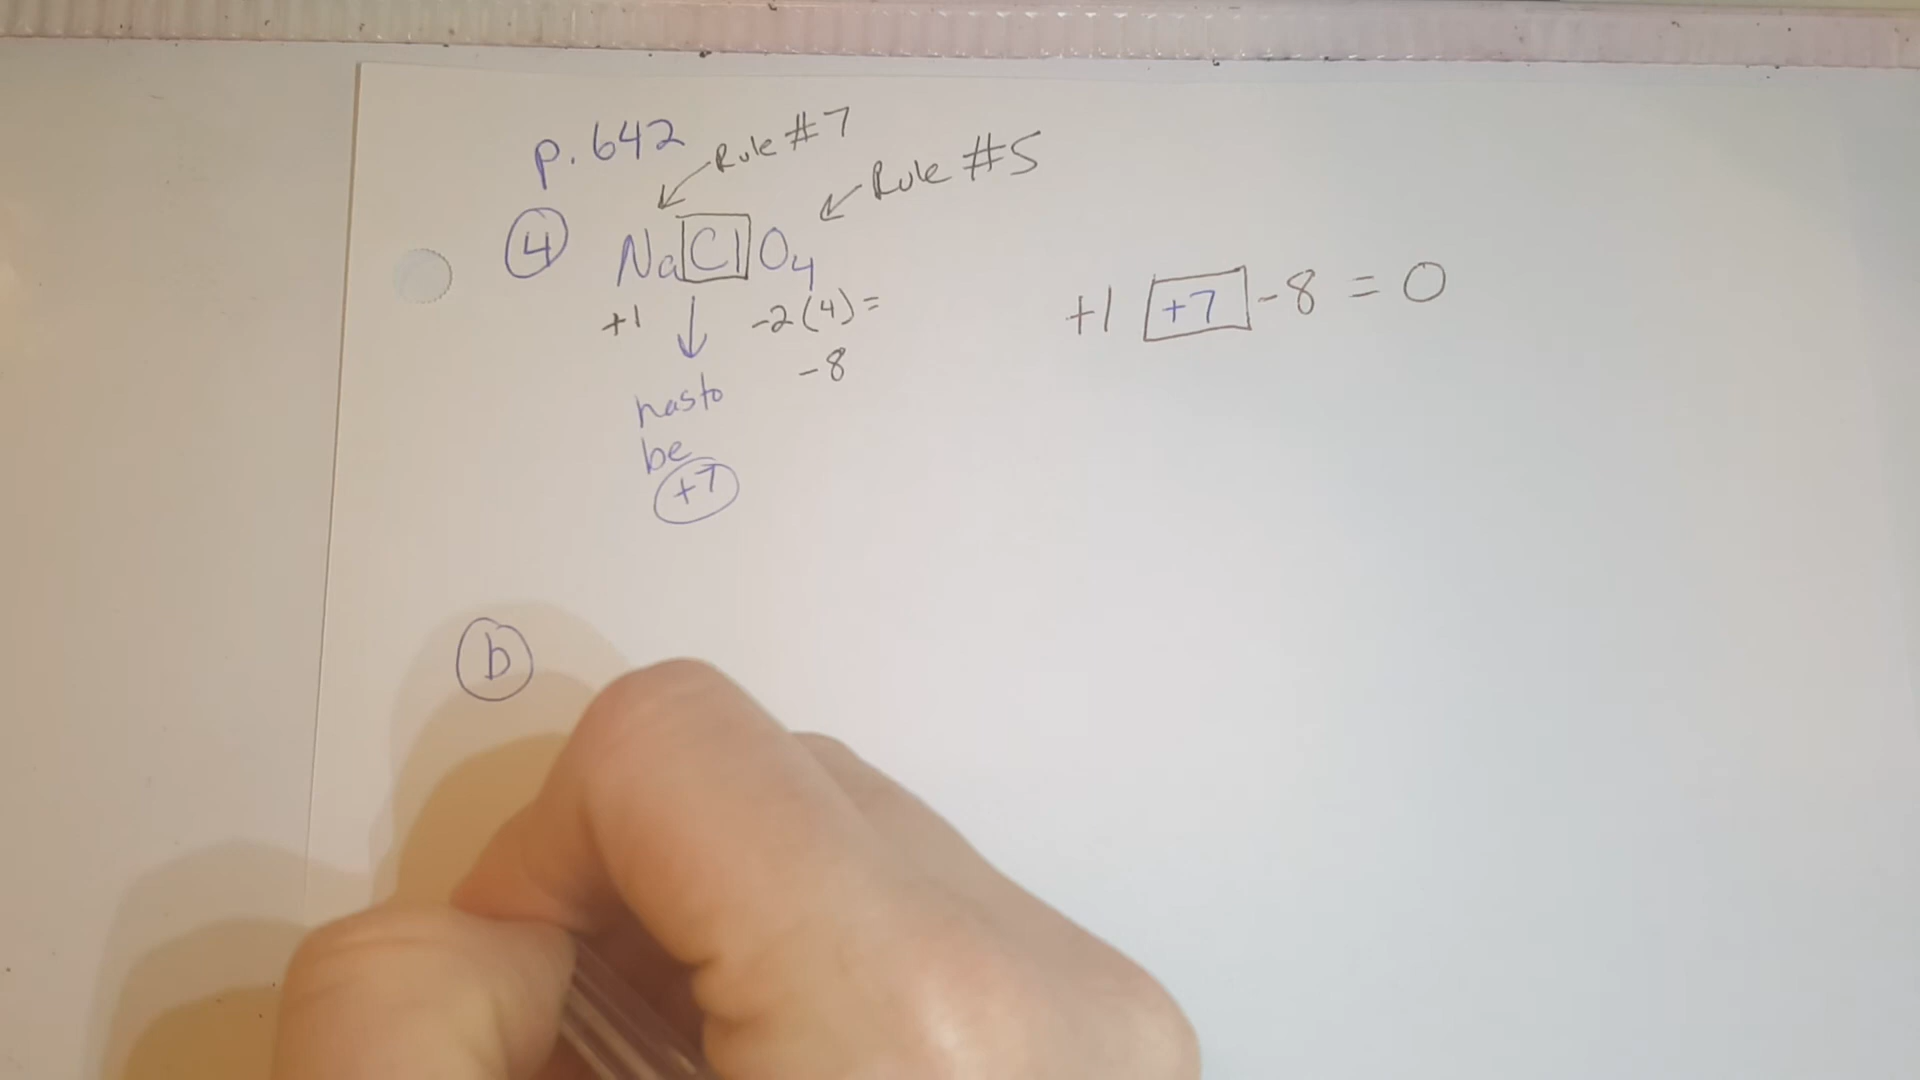 p. 642
Rule #7
Rule #5
4 NaClO4
+1 -2(4) =
-8
has to
be
+7
+1 +7 -8 = 0
b